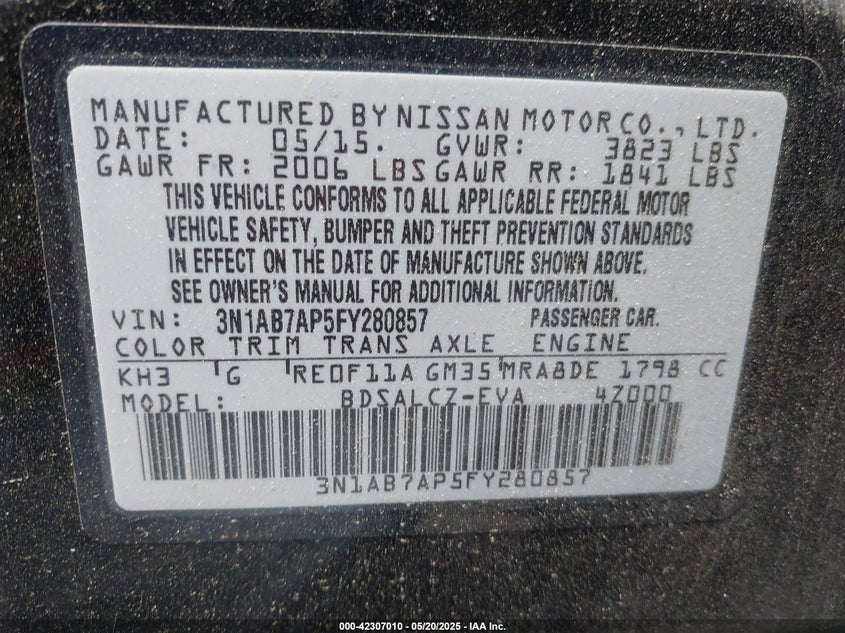 MANUFACTURED BY NISSAN MOTOR CO., LTD.
DATE: 05/15. GVWR: 3823 LBS
GAWR FR: 2006 LBS GAWR RR: 1841 LBS
THIS VEHICLE CONFORMS TO ALL APPLICABLE FEDERAL MOTOR
VEHICLE SAFETY, BUMPER AND THEFT PREVENTION STANDARDS
IN EFFECT ON THE DATE OF MANUFACTURE SHOWN ABOVE.
SEE OWNER'S MANUAL FOR ADDITIONAL INFORMATION.
VIN: 3N1AB7AP5FY280857 PASSENGER CAR.
COLOR TRIM TRANS AXLE ENGINE
KH3 G RE0F11A GM35 MRA8DE 1798 CC
MODEL: BDSALCZ-EVA 4Z000
3N1AB7AP5FY280857
000-42307010 - 05/20/2025 - IAA Inc.